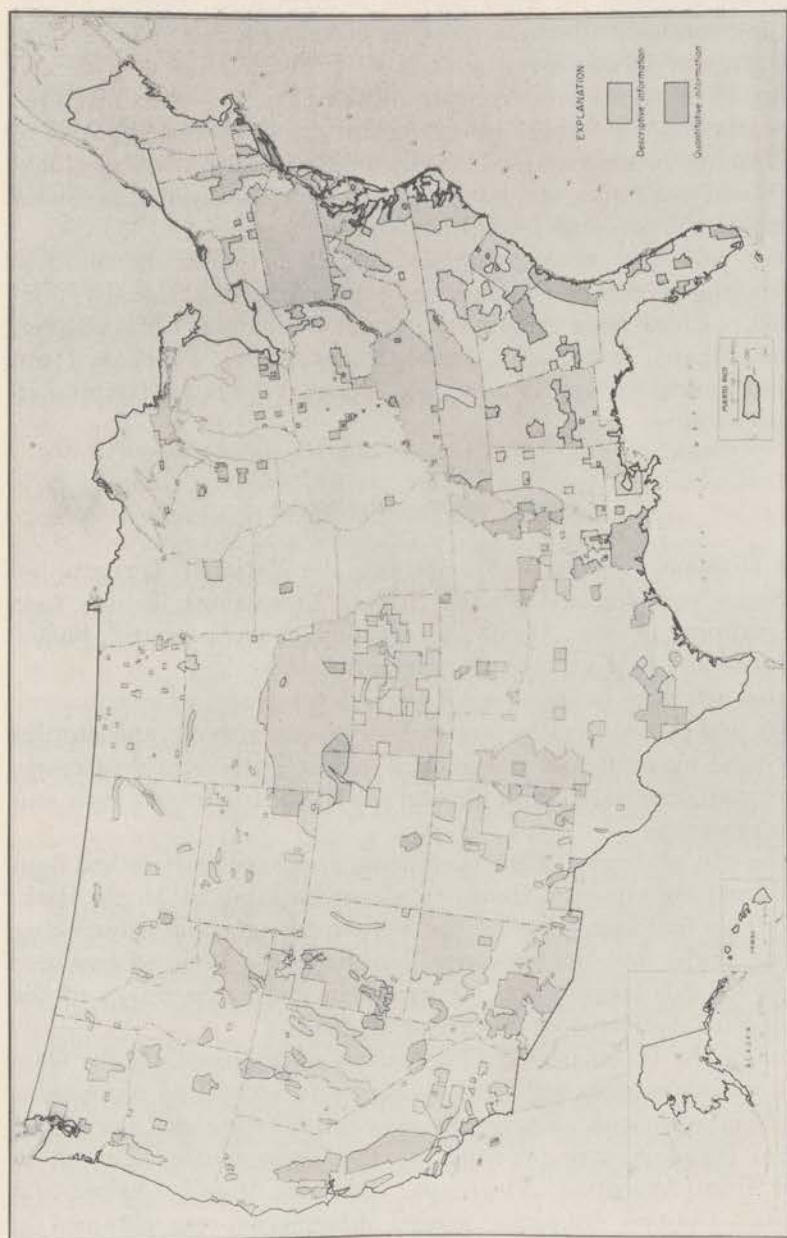 EXPLANATION
Descriptive information
Quantitative information
PUERTO RICO
ALASKA
HAWAII